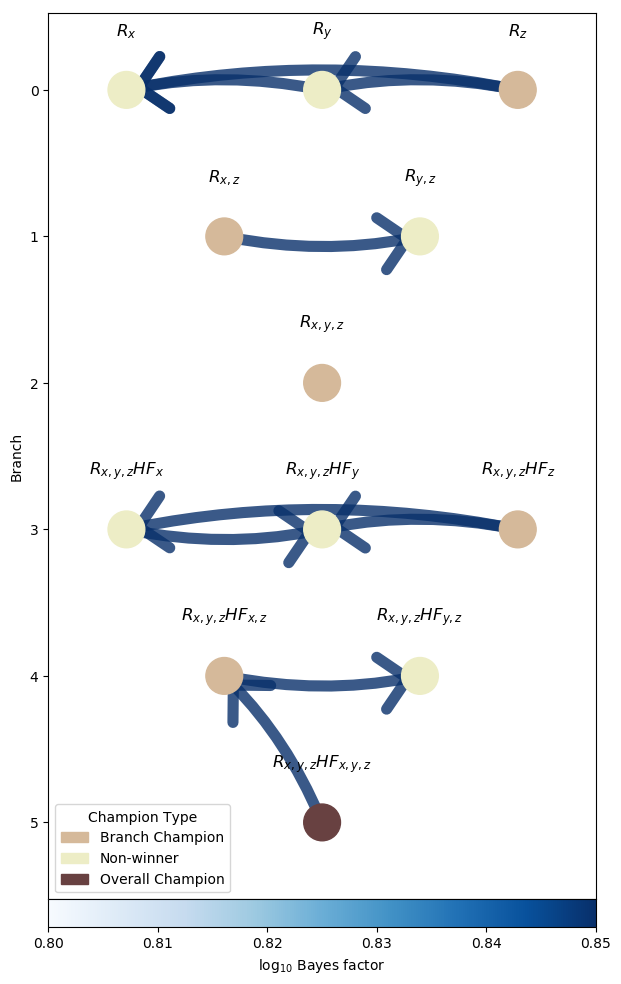 R_x R_y R_z
0
R_{x,z} R_{y,z}
1
R_{x,y,z}
2
Branch
R_{x,y,z}HF_x R_{x,y,z}HF_y R_{x,y,z}HF_z
3
R_{x,y,z}HF_{x,z} R_{x,y,z}HF_{y,z}
4
R_{x,y,z}HF_{x,y,z}
5
Champion Type
Branch Champion
Non-winner
Overall Champion
0.80 0.81 0.82 0.83 0.84 0.85
log_{10} Bayes factor